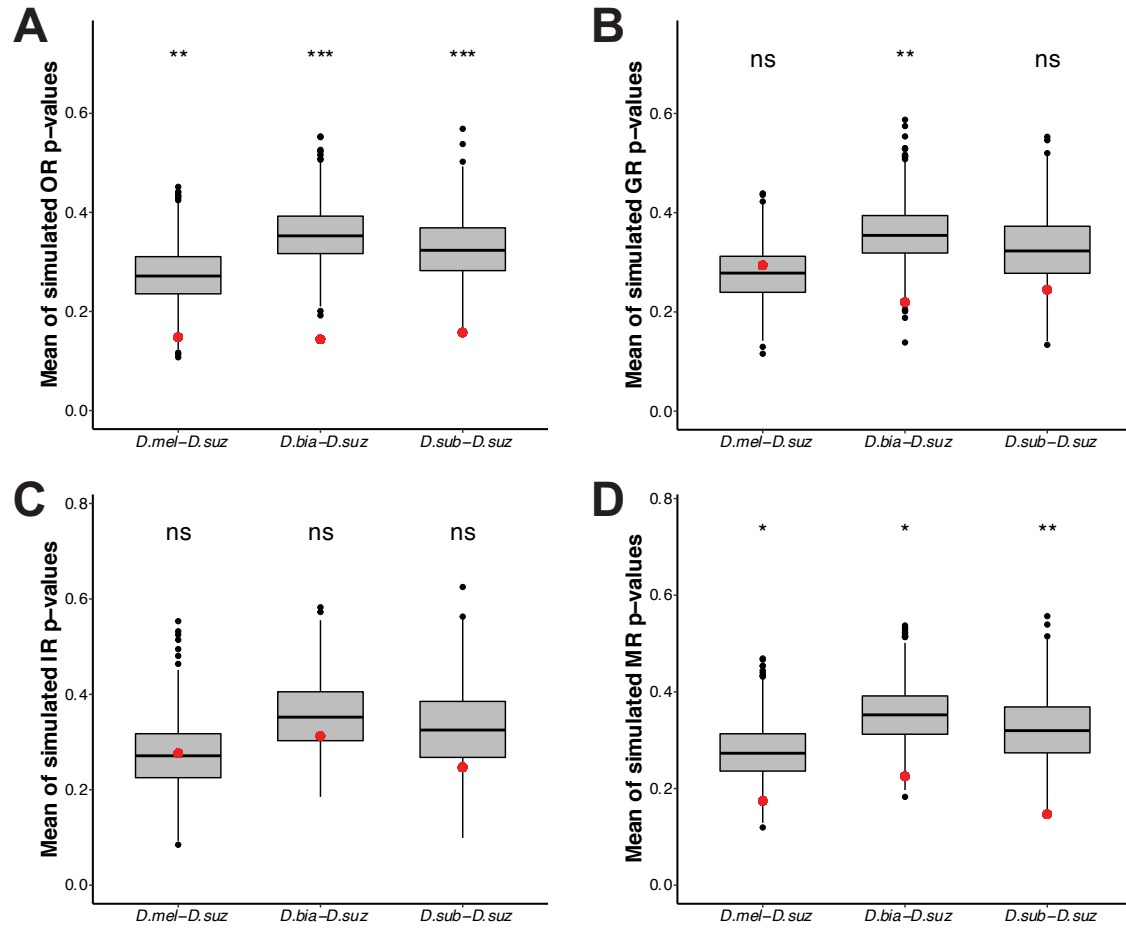 A
Mean of simulated OR p−values
** *** ***
0.6
0.4
0.2
0.0
D.mel−D.suz D.bia−D.suz D.sub−D.suz
B
Mean of simulated GR p−values
ns ** ns
0.6
0.4
0.2
0.0
D.mel−D.suz D.bia−D.suz D.sub−D.suz
C
Mean of simulated IR p−values
0.8
ns ns ns
0.6
0.4
0.2
0.0
D.mel−D.suz D.bia−D.suz D.sub−D.suz
D
Mean of simulated MR p−values
0.8
* * **
0.6
0.4
0.2
0.0
D.mel−D.suz D.bia−D.suz D.sub−D.suz